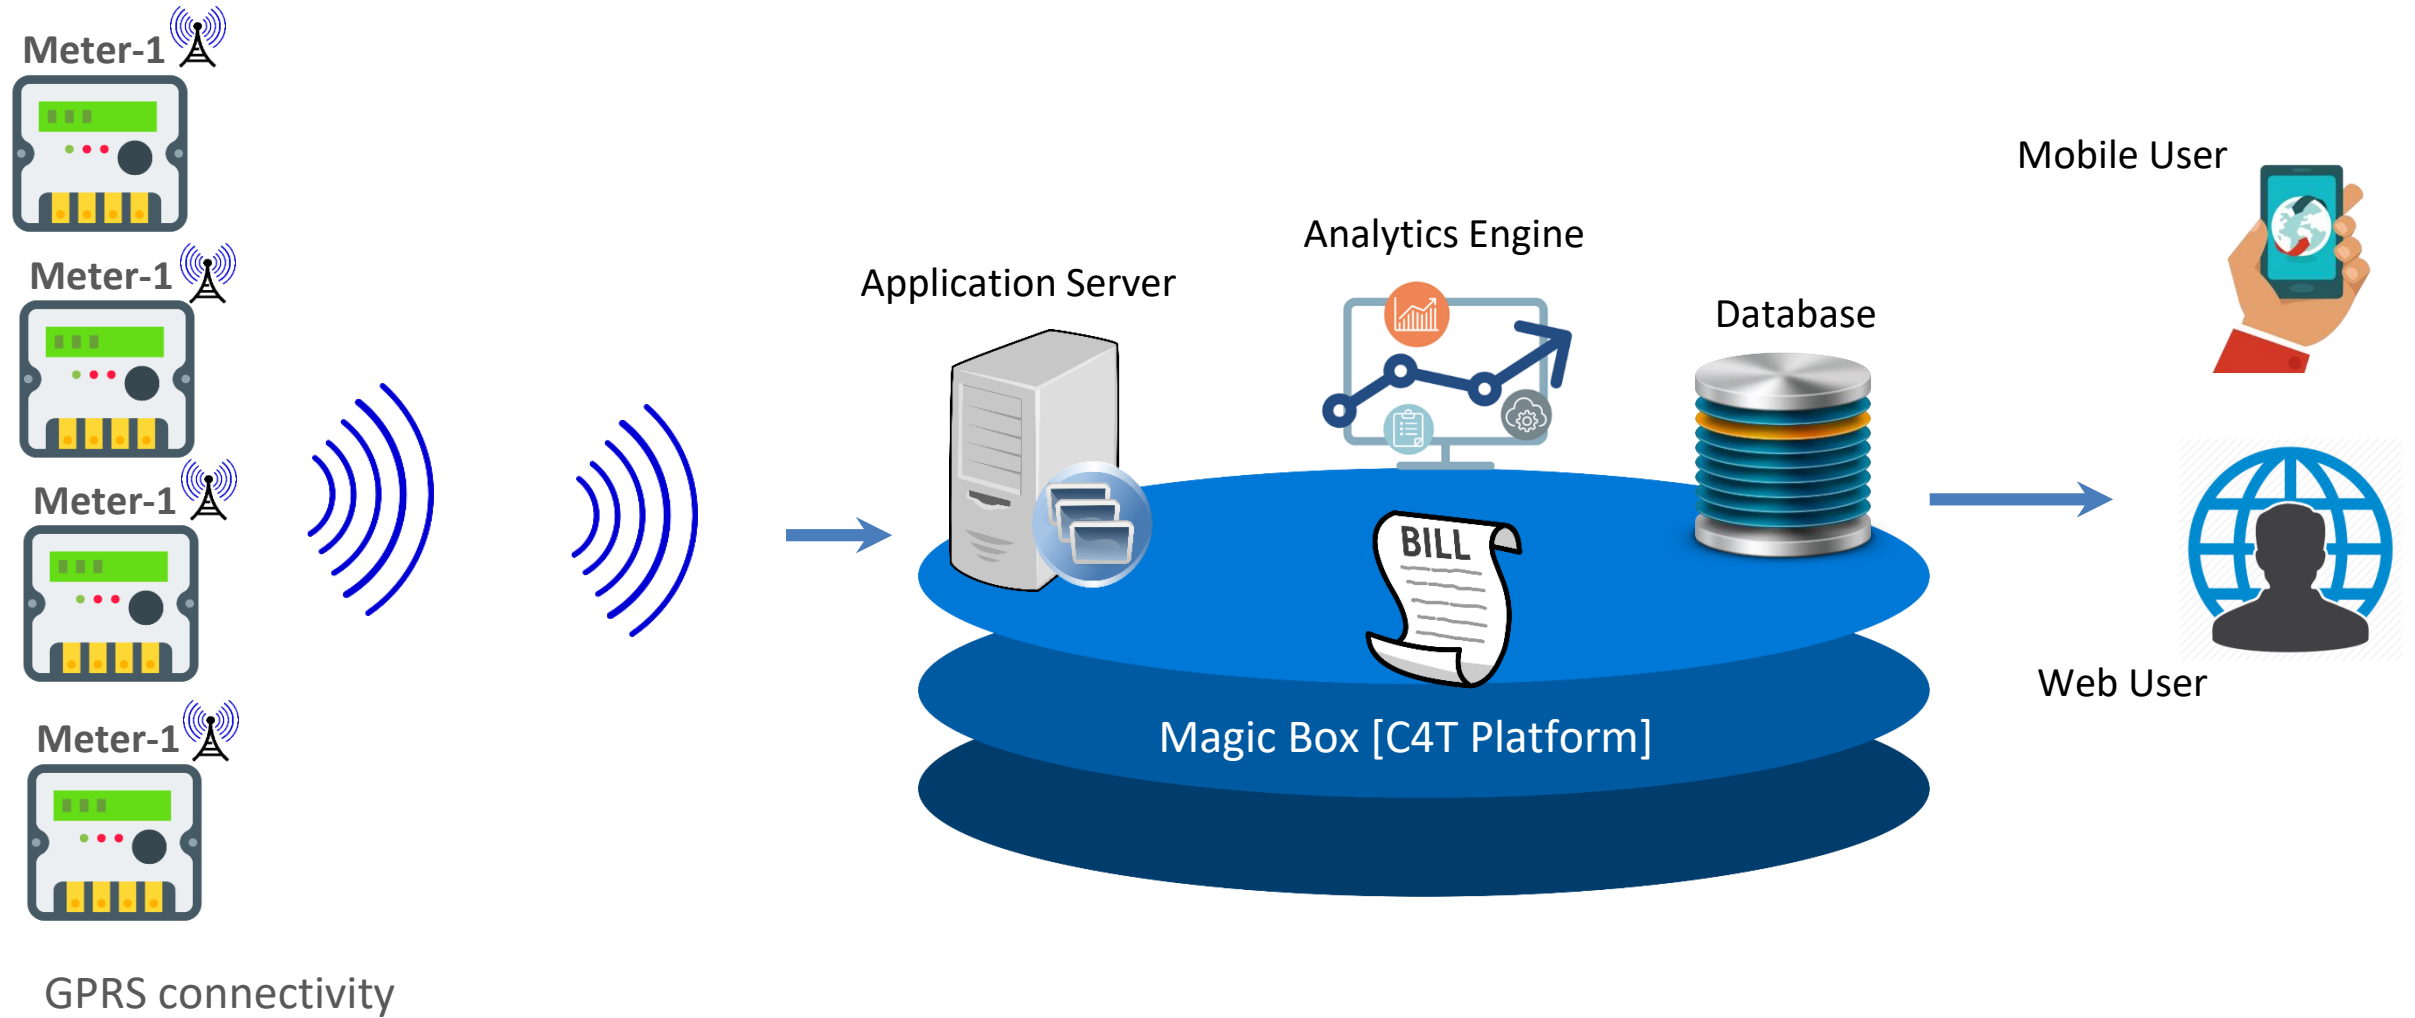 Meter-1
Meter-1
Meter-1
Meter-1
GPRS connectivity
Application Server
Analytics Engine
Database
BILL
Magic Box [C4T Platform]
Mobile User
Web User